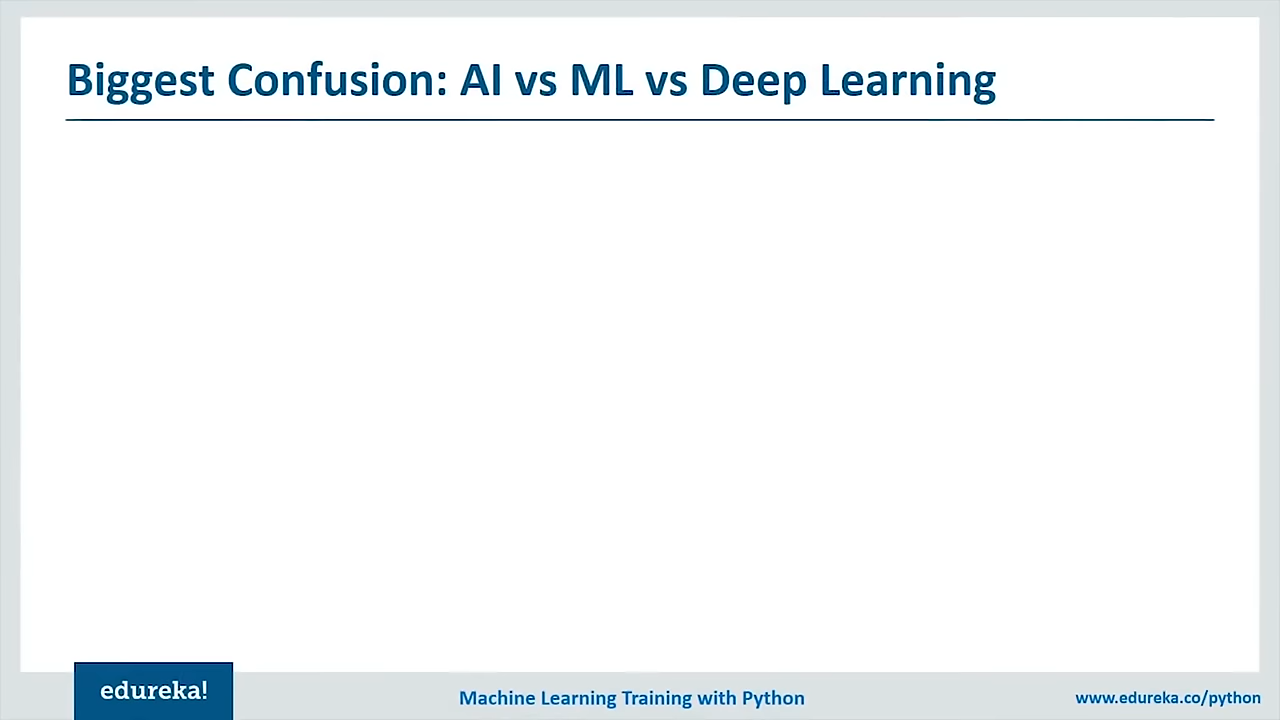 Biggest Confusion: AI vs ML vs Deep Learning
edureka!
Machine Learning Training with Python
www.edureka.co/python